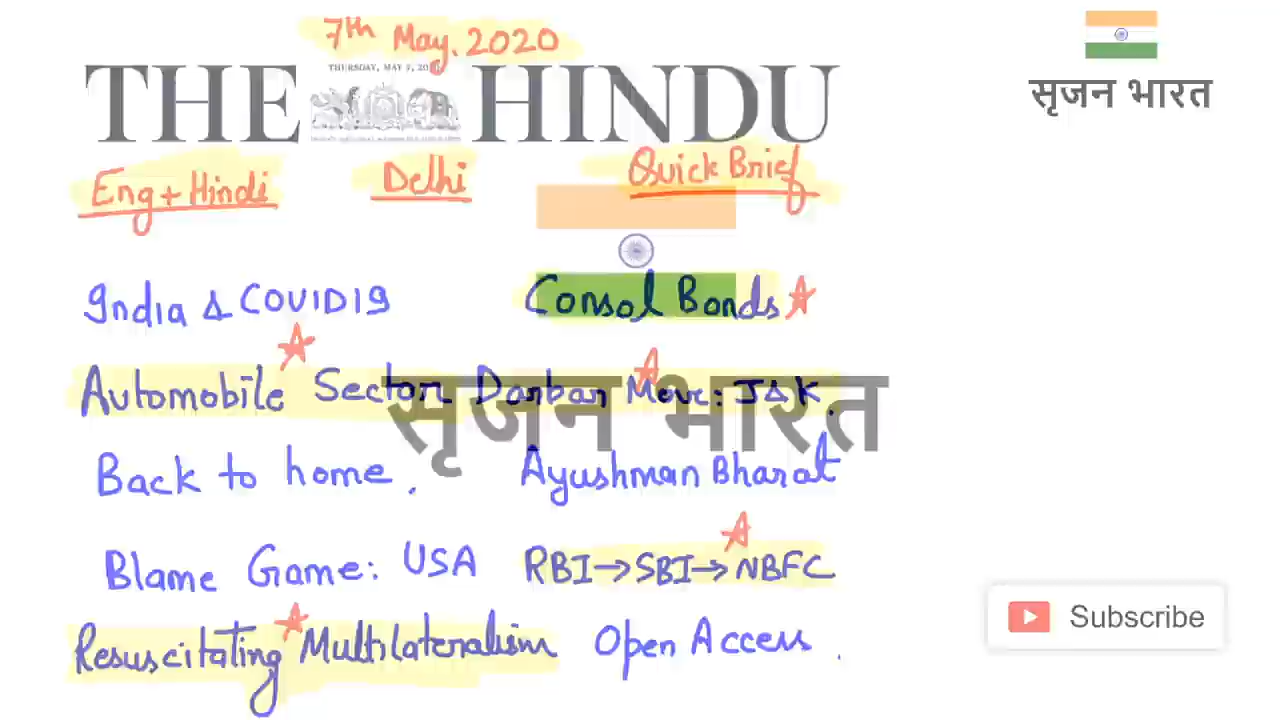 7th May. 2020
THURSDAY, MAY 7, 2020
THE HINDU
सृजन भारत
Eng + Hindi Delhi Quick Brief
India & COVID19 Consol Bonds
Automobile Sector Darbar Move: J&K.
सृजन भारत
Back to home. Ayushman Bharat
Blame Game: USA RBI→SBI→NBFC
Resuscitating Multilateralism Open Access.
Subscribe